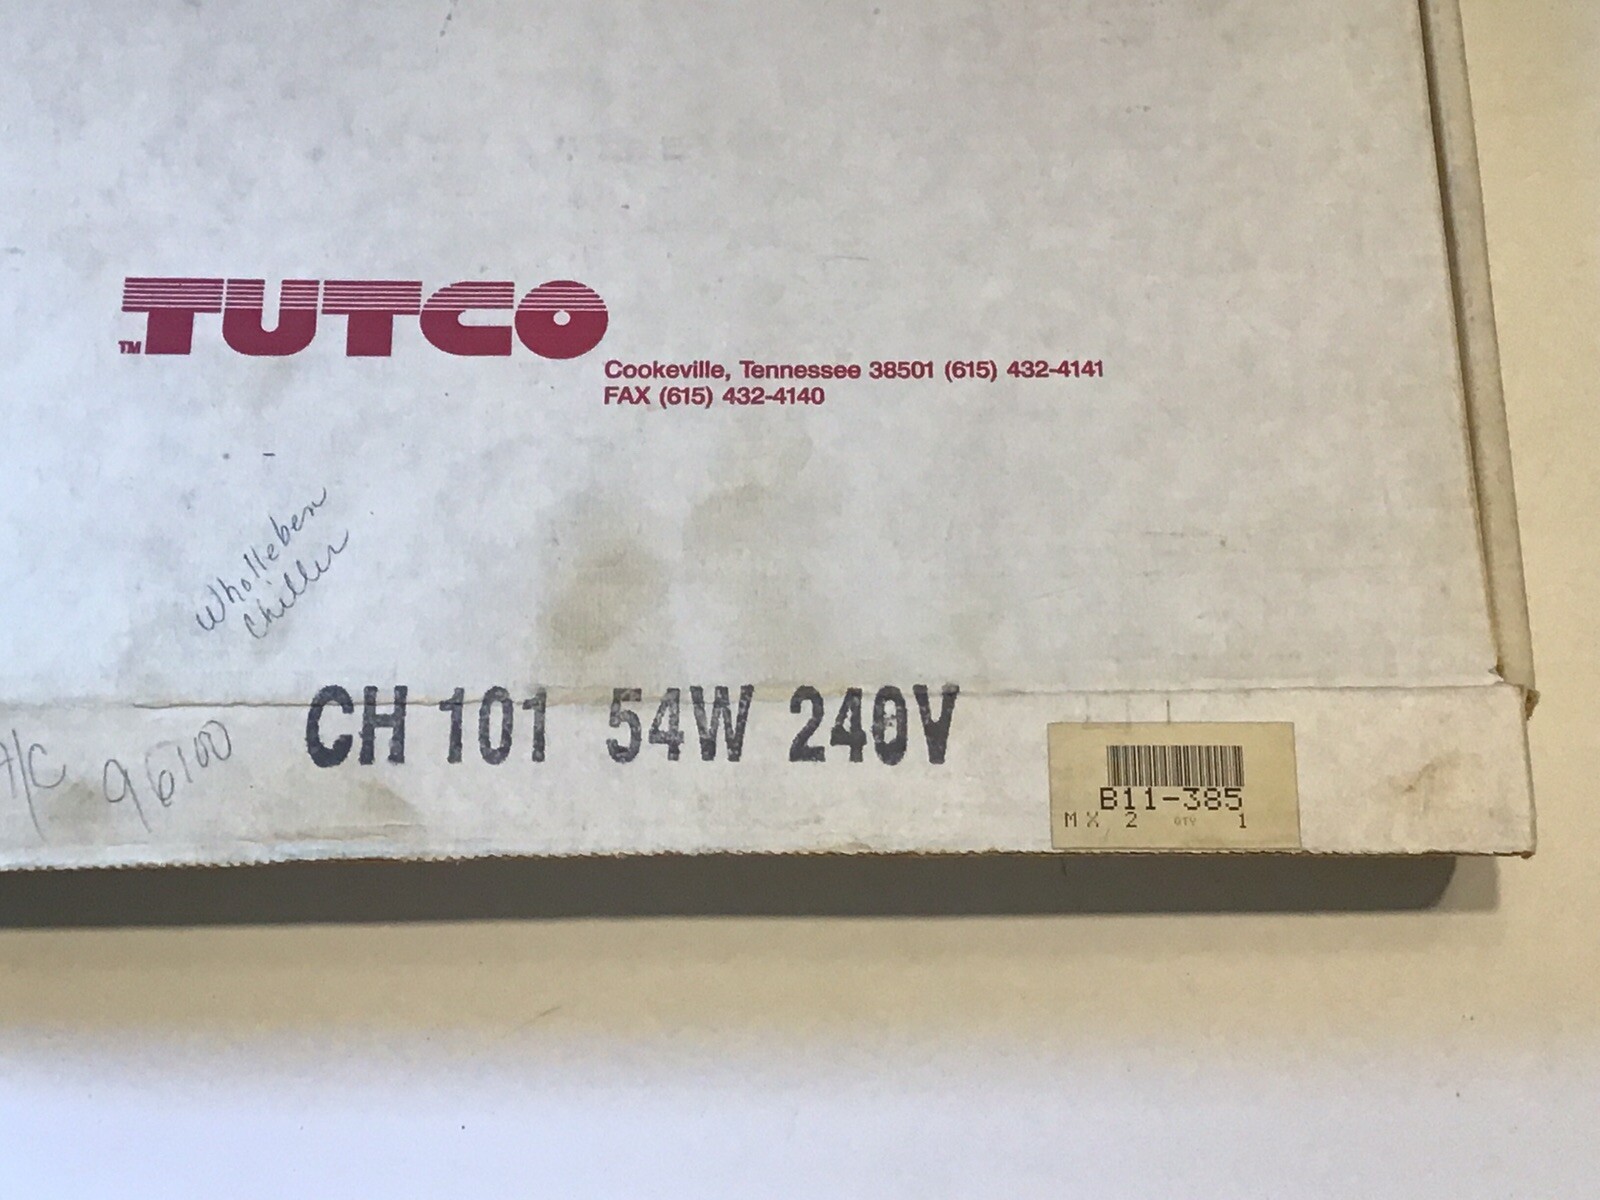 TUTCO
TM
Cookeville, Tennessee 38501 (615) 432-4141
FAX (615) 432-4140
Wholleben
Chiller
A/C 96100
CH 101 54W 240V
B11-385
MX 2 QTY 1